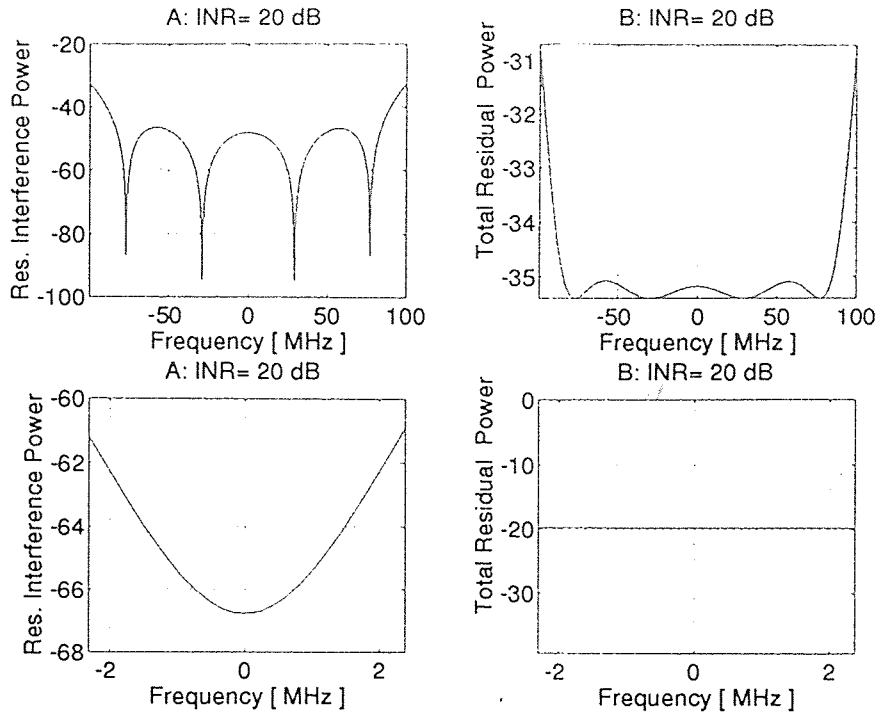 A: INR= 20 dB
Res. Interference Power
-20
-40
-60
-80
-100
-50
0
50
100
Frequency [ MHz ]
B: INR= 20 dB
Total Residual Power
-31
-32
-33
-34
-35
-50
0
50
100
Frequency [ MHz ]
A: INR= 20 dB
Res. Interference Power
-60
-62
-64
-66
-68
-2
0
2
Frequency [ MHz ]
B: INR= 20 dB
Total Residual Power
0
-10
-20
-30
-2
0
2
Frequency [ MHz ]